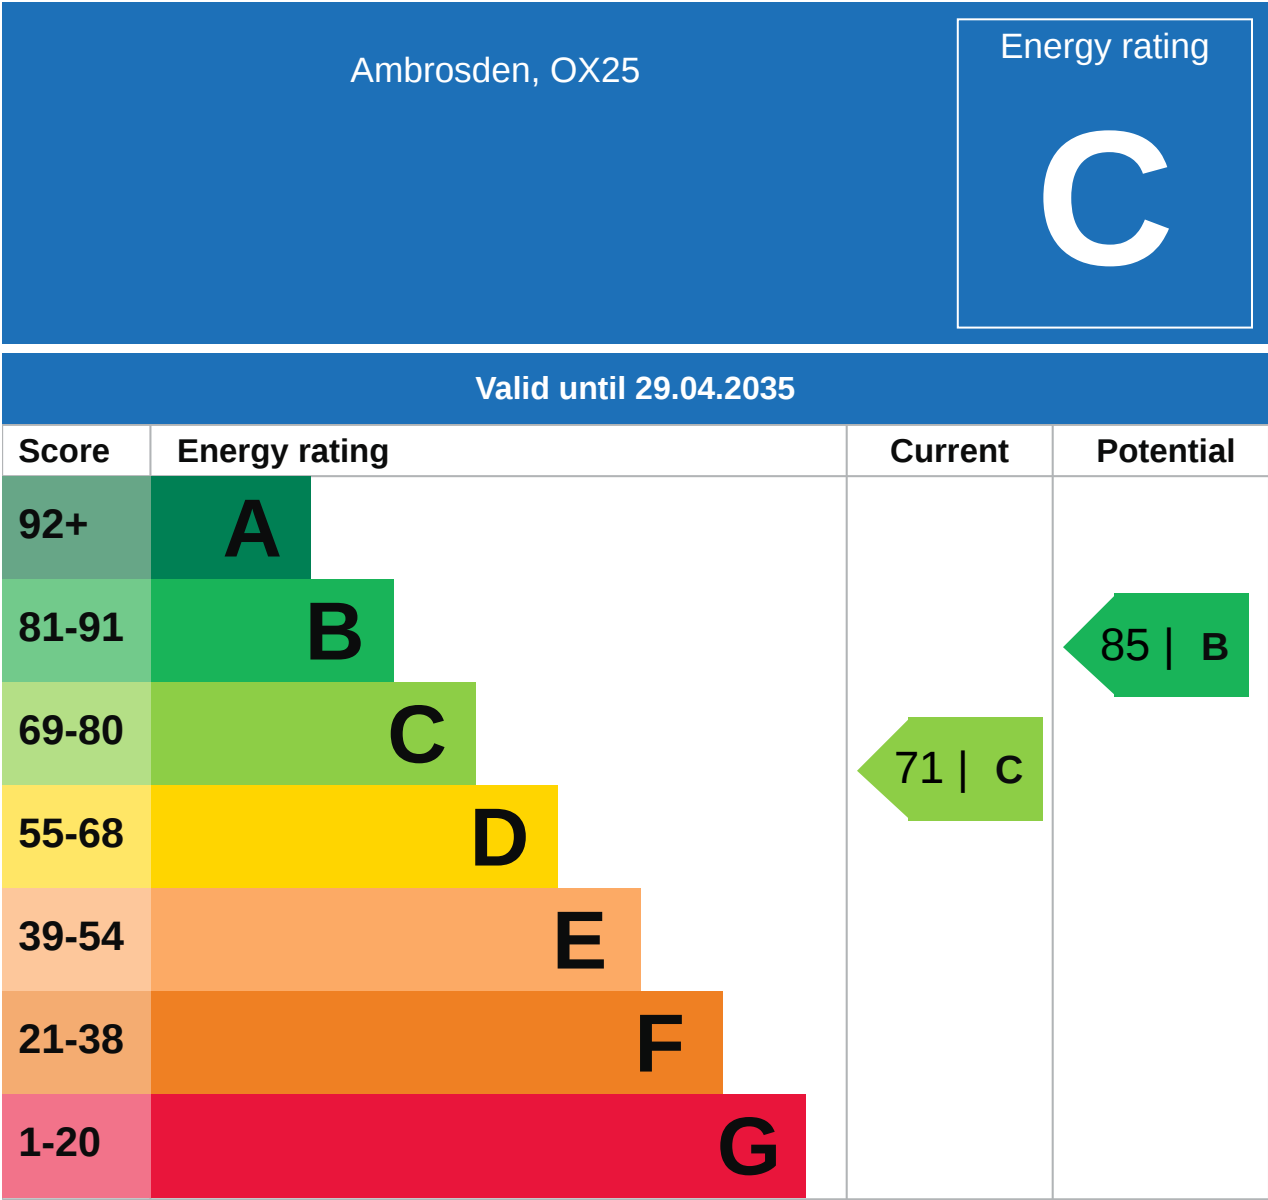 Ambrosden, OX25
Energy rating
C
Valid until 29.04.2035
Score Energy rating Current Potential
92+ A
81-91 B
85 | B
69-80 C
71 | C
55-68 D
39-54 E
21-38 F
1-20 G